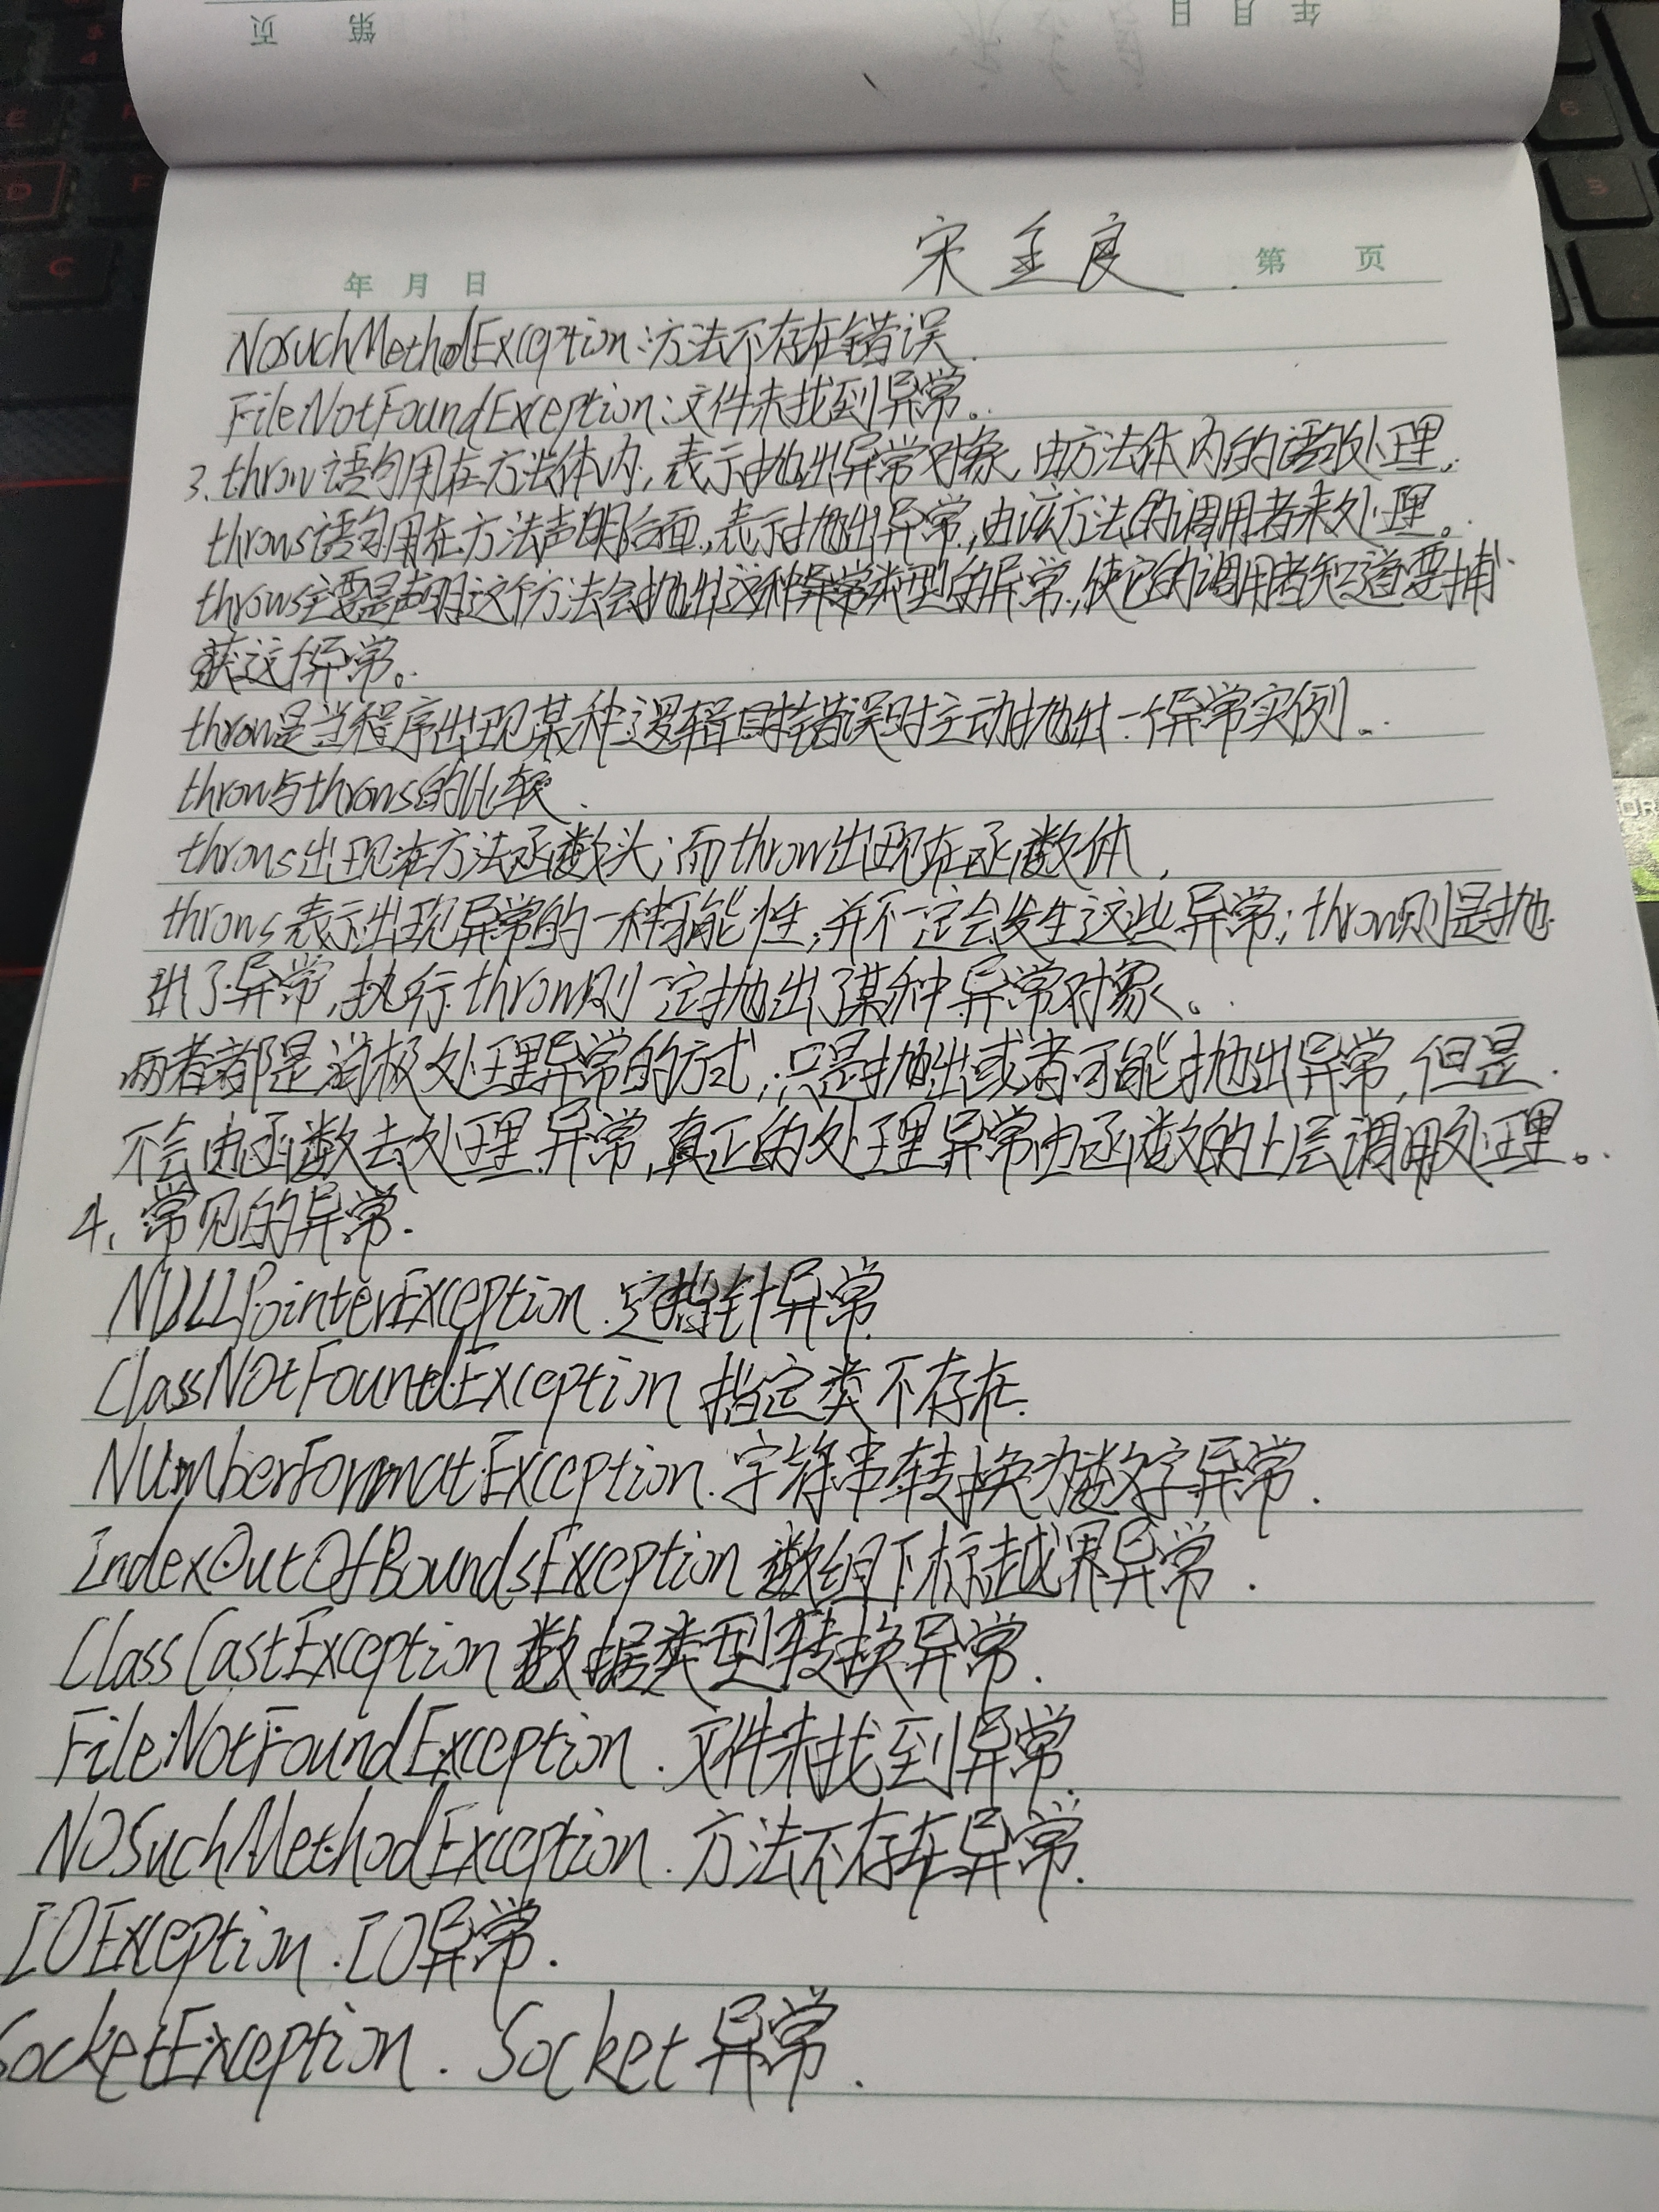 第 页
年 月 日
宋金良
年 月 日 第 页
NoSuchMethodException:方法不存在错误.
FileNotFoundException:文件未找到异常。
3.throw语句用在方法体内,表示抛出异常对象,由方法体内的语句处理.
throws语句用在方法声明后面,表示抛出异常,由该方法的调用者来处理。
throws主要是声明这个方法会抛出这种异常类型的异常,使它的调用者知道要捕
获这个异常。
throw是当程序出现某种逻辑错误时主动抛出一个异常实例。
throw与throws的比较.
throws出现在方法函数头;而throw出现在函数体.
throws表示出现异常的一种可能性,并不一定会发生这些异常;throw则是抛
出了异常,执行throw则一定抛出了某种异常对象。
两者都是消极处理异常的方式,只是抛出或者可能抛出异常,但是
不会由函数去处理异常,真正的处理异常由函数的上层调用处理。
4.常见的异常.
NULLPointerException.空指针异常.
ClassNotFoundException 指定类不存在.
NumberFormatException.字符串转换为数字异常.
IndexOutOfBoundsException 数组下标越界异常.
ClassCastException 数据类型转换异常.
FileNotFoundException.文件未找到异常.
NOSuchMethodException.方法不存在异常.
IOException.IO异常.
SocketException.Socket异常.